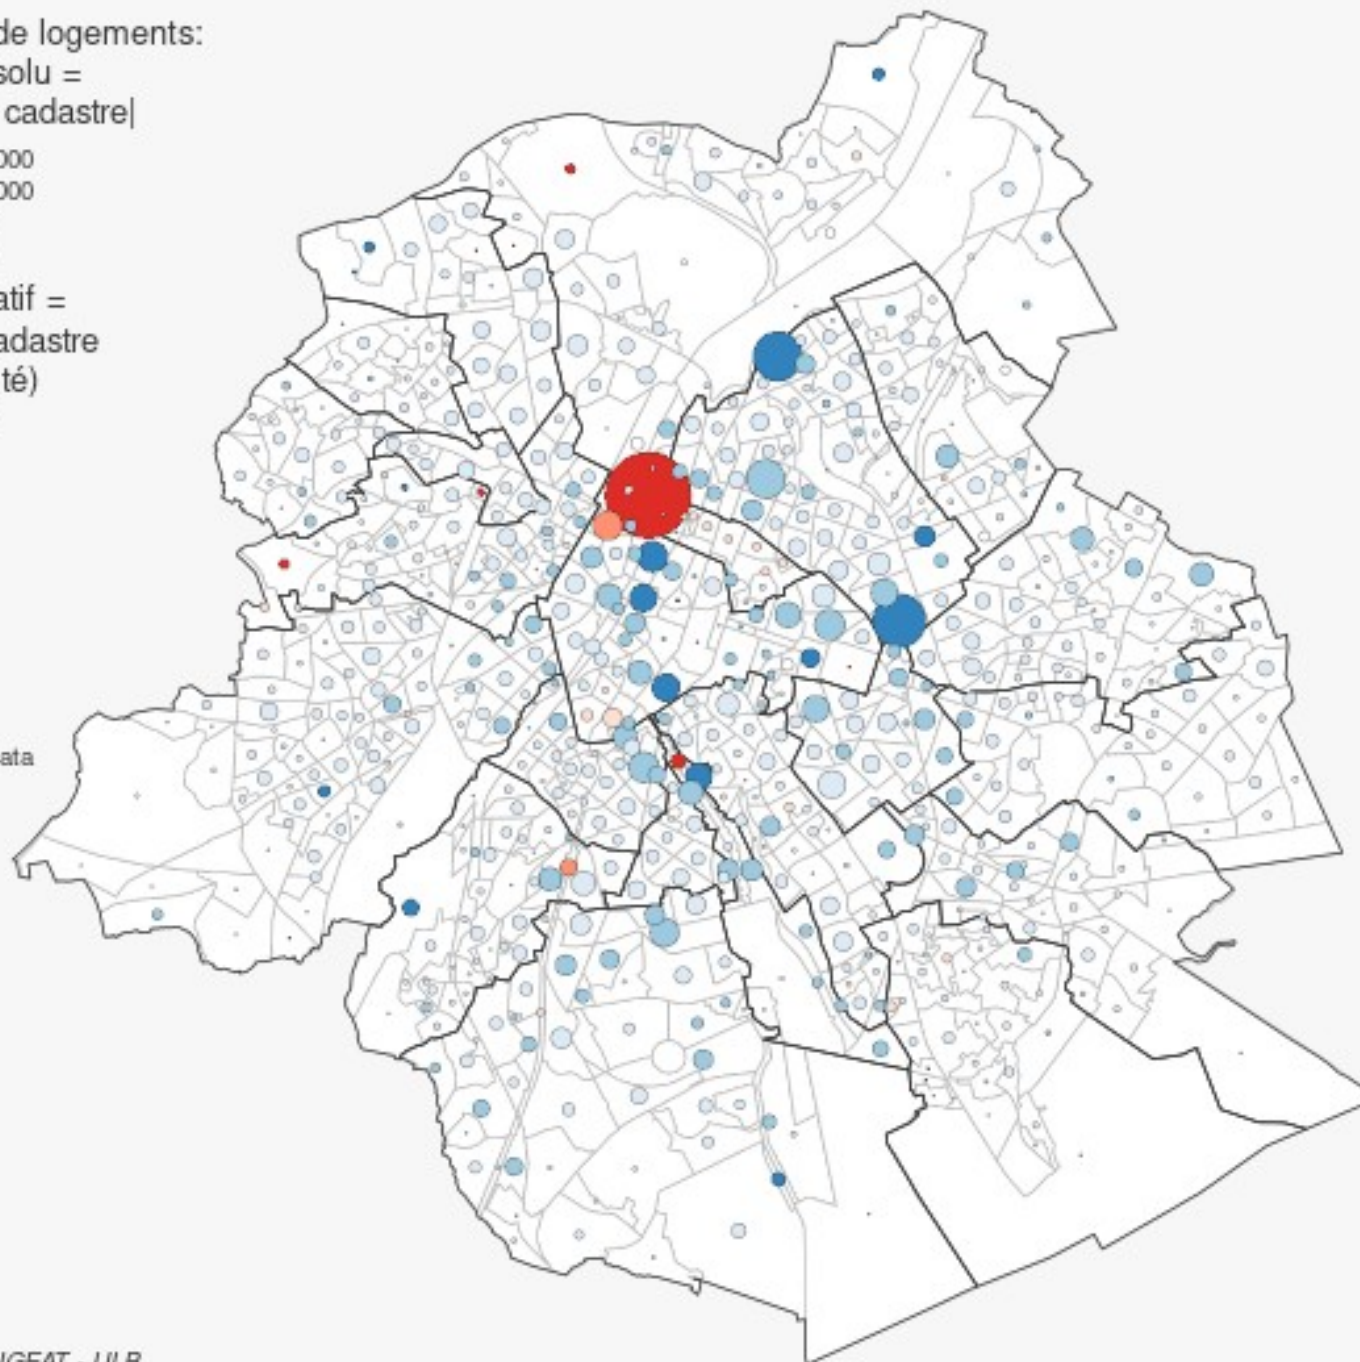 de logements:
solu =
cadastre|
000
000
atif =
adastre
té)
ata
IGEAT - ULB